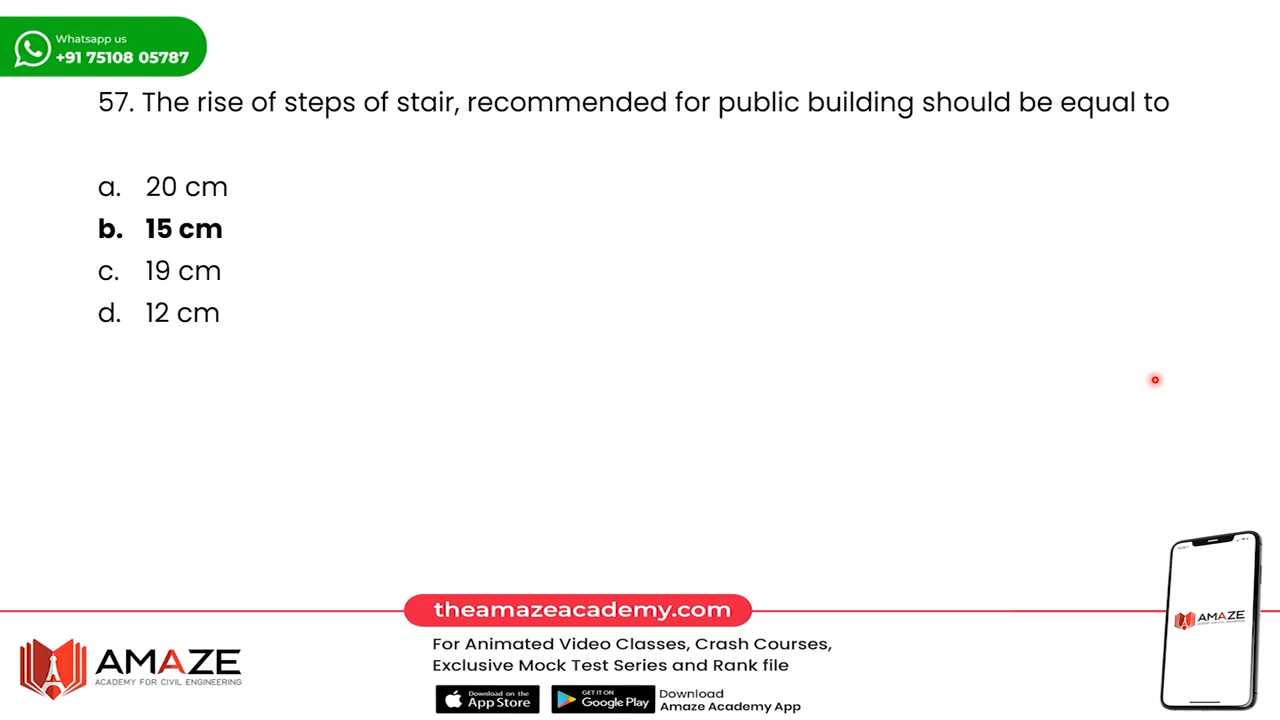 Whatsapp us
+91 75108 05787
57. The rise of steps of stair, recommended for public building should be equal to
a. 20 cm
b. 15 cm
c. 19 cm
d. 12 cm
theamazeacademy.com
For Animated Video Classes, Crash Courses,
Exclusive Mock Test Series and Rank file
AMAZE
ACADEMY FOR CIVIL ENGINEERING
Download on the
App Store
GET IT ON
Google Play
Download
Amaze Academy App
AMAZE